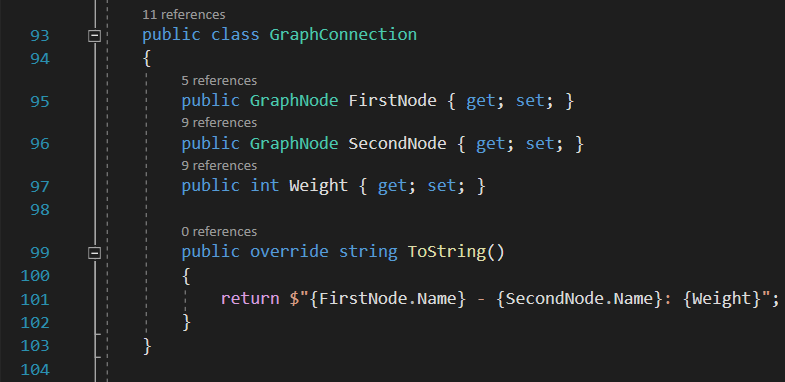 11 references
93 public class GraphConnection
94 {
5 references
95 public GraphNode FirstNode { get; set; }
9 references
96 public GraphNode SecondNode { get; set; }
9 references
97 public int Weight { get; set; }
98
0 references
99 public override string ToString()
100 {
101 return $"{FirstNode.Name} - {SecondNode.Name}: {Weight}";
102 }
103 }
104